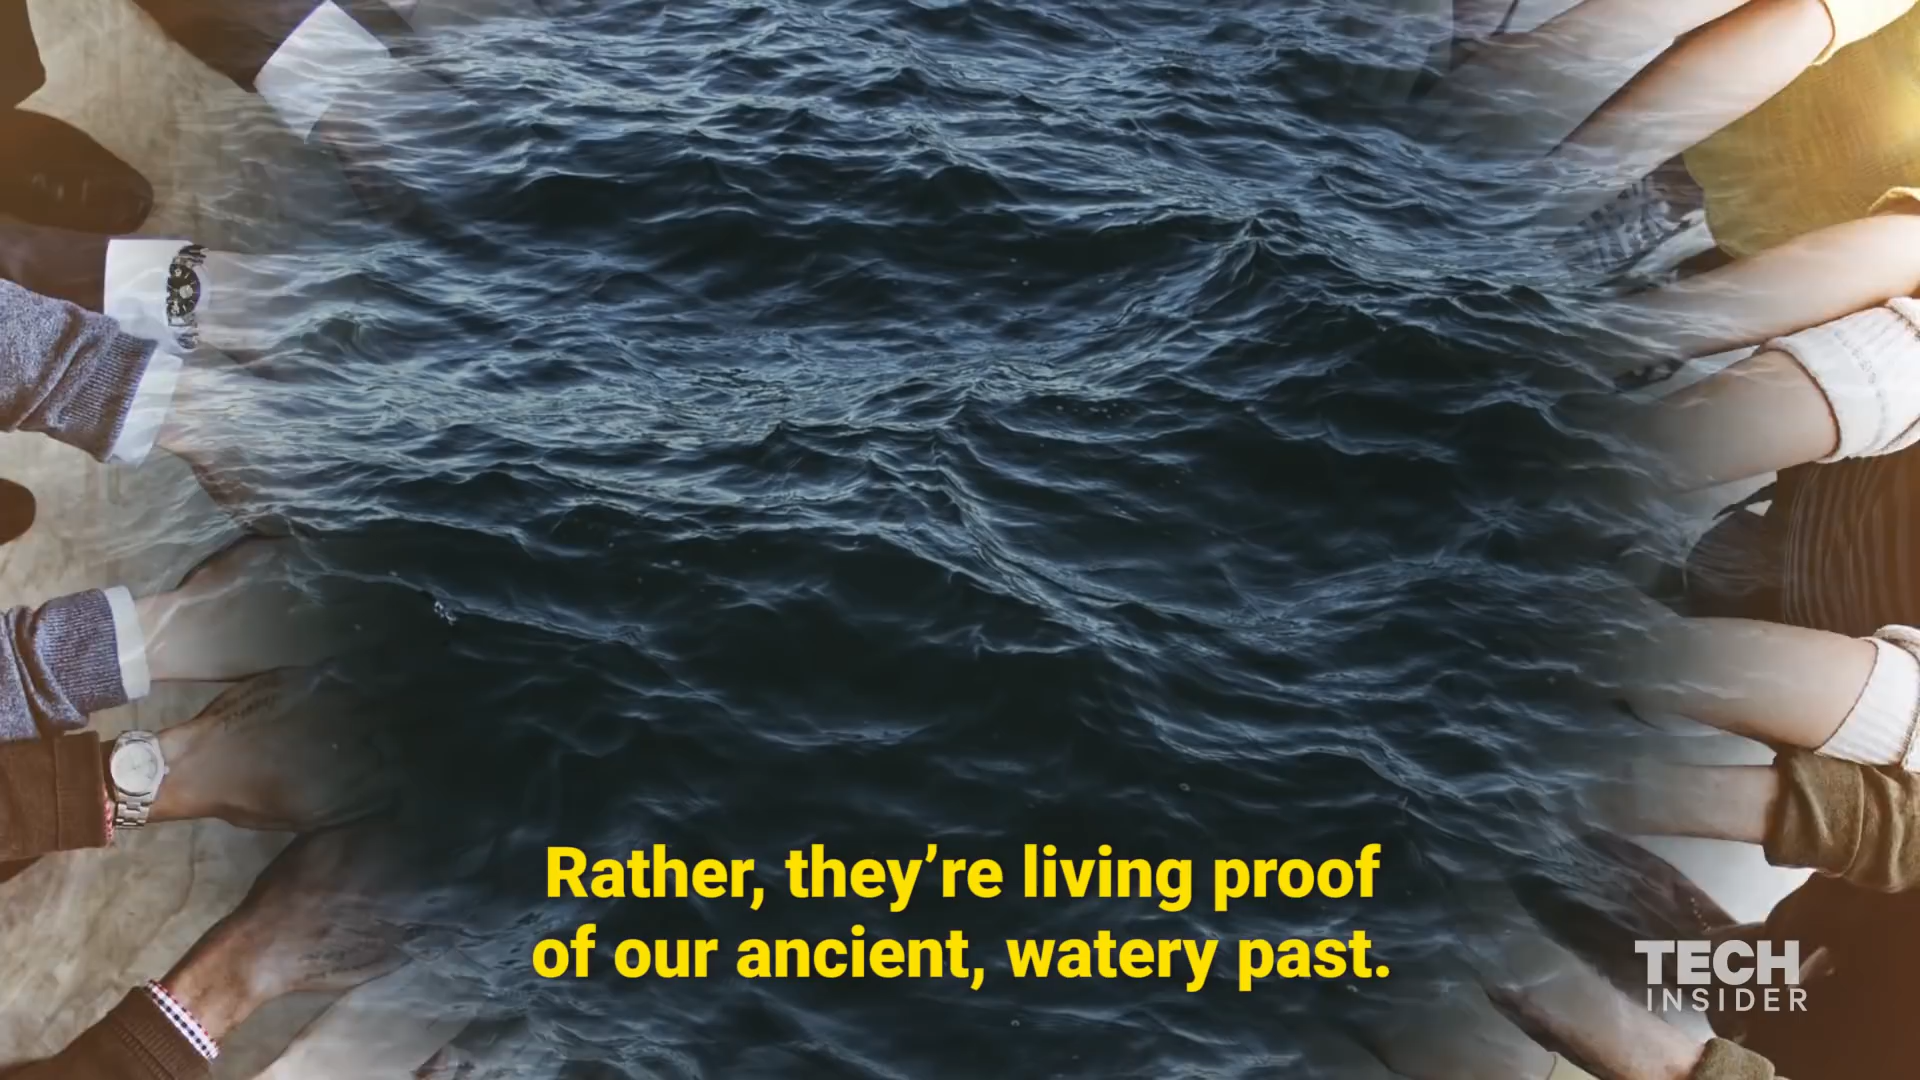 Rather, they’re living proof
of our ancient, watery past.
TECH
INSIDER